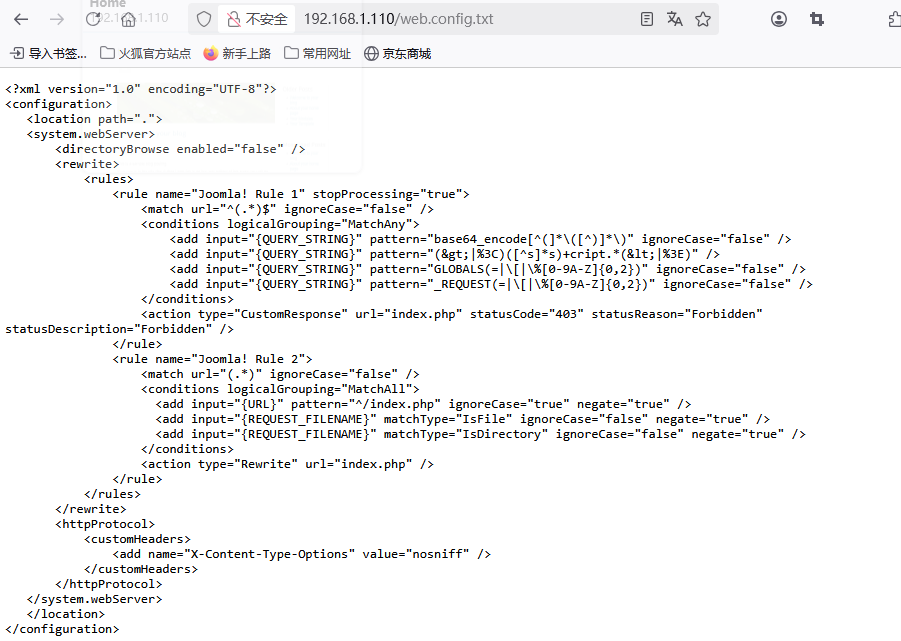 Home
192.168.1.110
不安全
192.168.1.110/web.config.txt
导入书签...
火狐官方站点
新手上路
常用网址
京东商城
<?xml version="1.0" encoding="UTF-8"?>
<configuration>
<location path=".">
<system.webServer>
<directoryBrowse enabled="false" />
<rewrite>
<rules>
<rule name="Joomla! Rule 1" stopProcessing="true">
<match url="^(.*)$" ignoreCase="false" />
<conditions logicalGrouping="MatchAny">
<add input="{QUERY_STRING}" pattern="base64_encode[^(]*\([^)]*\)" ignoreCase="false" />
<add input="{QUERY_STRING}" pattern="(&gt;|%3C)([^s]*s)+cript.*(&lt;|%3E)" />
<add input="{QUERY_STRING}" pattern="GLOBALS(=|\[|\%[0-9A-Z]{0,2})" ignoreCase="false" />
<add input="{QUERY_STRING}" pattern="_REQUEST(=|\[|\%[0-9A-Z]{0,2})" ignoreCase="false" />
</conditions>
<action type="CustomResponse" url="index.php" statusCode="403" statusReason="Forbidden"
statusDescription="Forbidden" />
</rule>
<rule name="Joomla! Rule 2">
<match url="(.*)" ignoreCase="false" />
<conditions logicalGrouping="MatchAll">
<add input="{URL}" pattern="^/index.php" ignoreCase="true" negate="true" />
<add input="{REQUEST_FILENAME}" matchType="IsFile" ignoreCase="false" negate="true" />
<add input="{REQUEST_FILENAME}" matchType="IsDirectory" ignoreCase="false" negate="true" />
</conditions>
<action type="Rewrite" url="index.php" />
</rule>
</rules>
</rewrite>
<httpProtocol>
<customHeaders>
<add name="X-Content-Type-Options" value="nosniff" />
</customHeaders>
</httpProtocol>
</system.webServer>
</location>
</configuration>